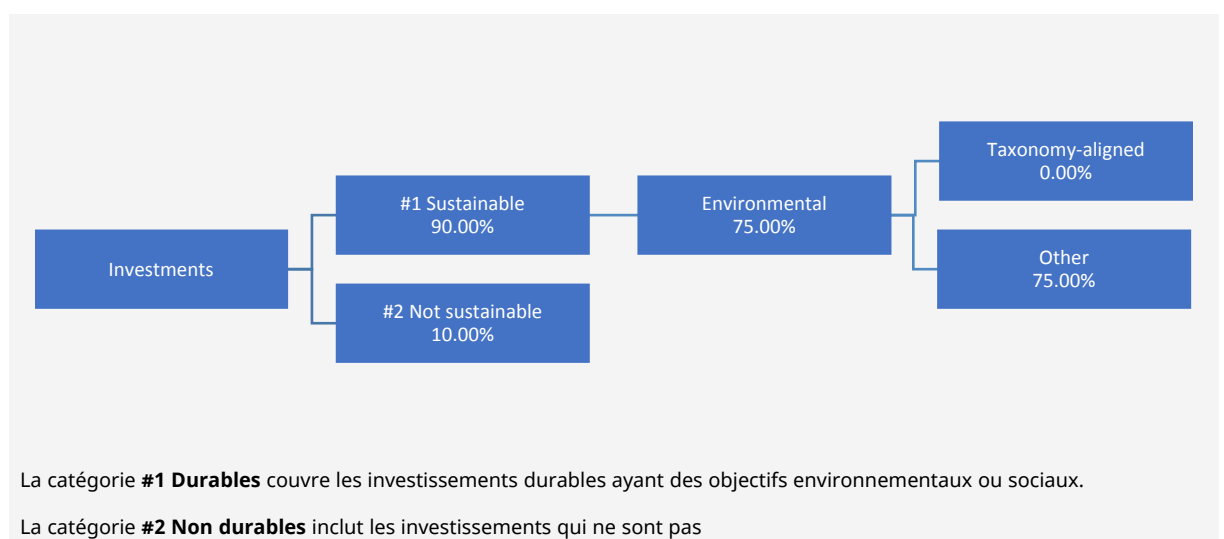 Investments
#1 Sustainable
90.00%
#2 Not sustainable
10.00%
Environmental
75.00%
Taxonomy-aligned
0.00%
Other
75.00%
La catégorie #1 Durables couvre les investissements durables ayant des objectifs environnementaux ou sociaux.
La catégorie #2 Non durables inclut les investissements qui ne sont pas